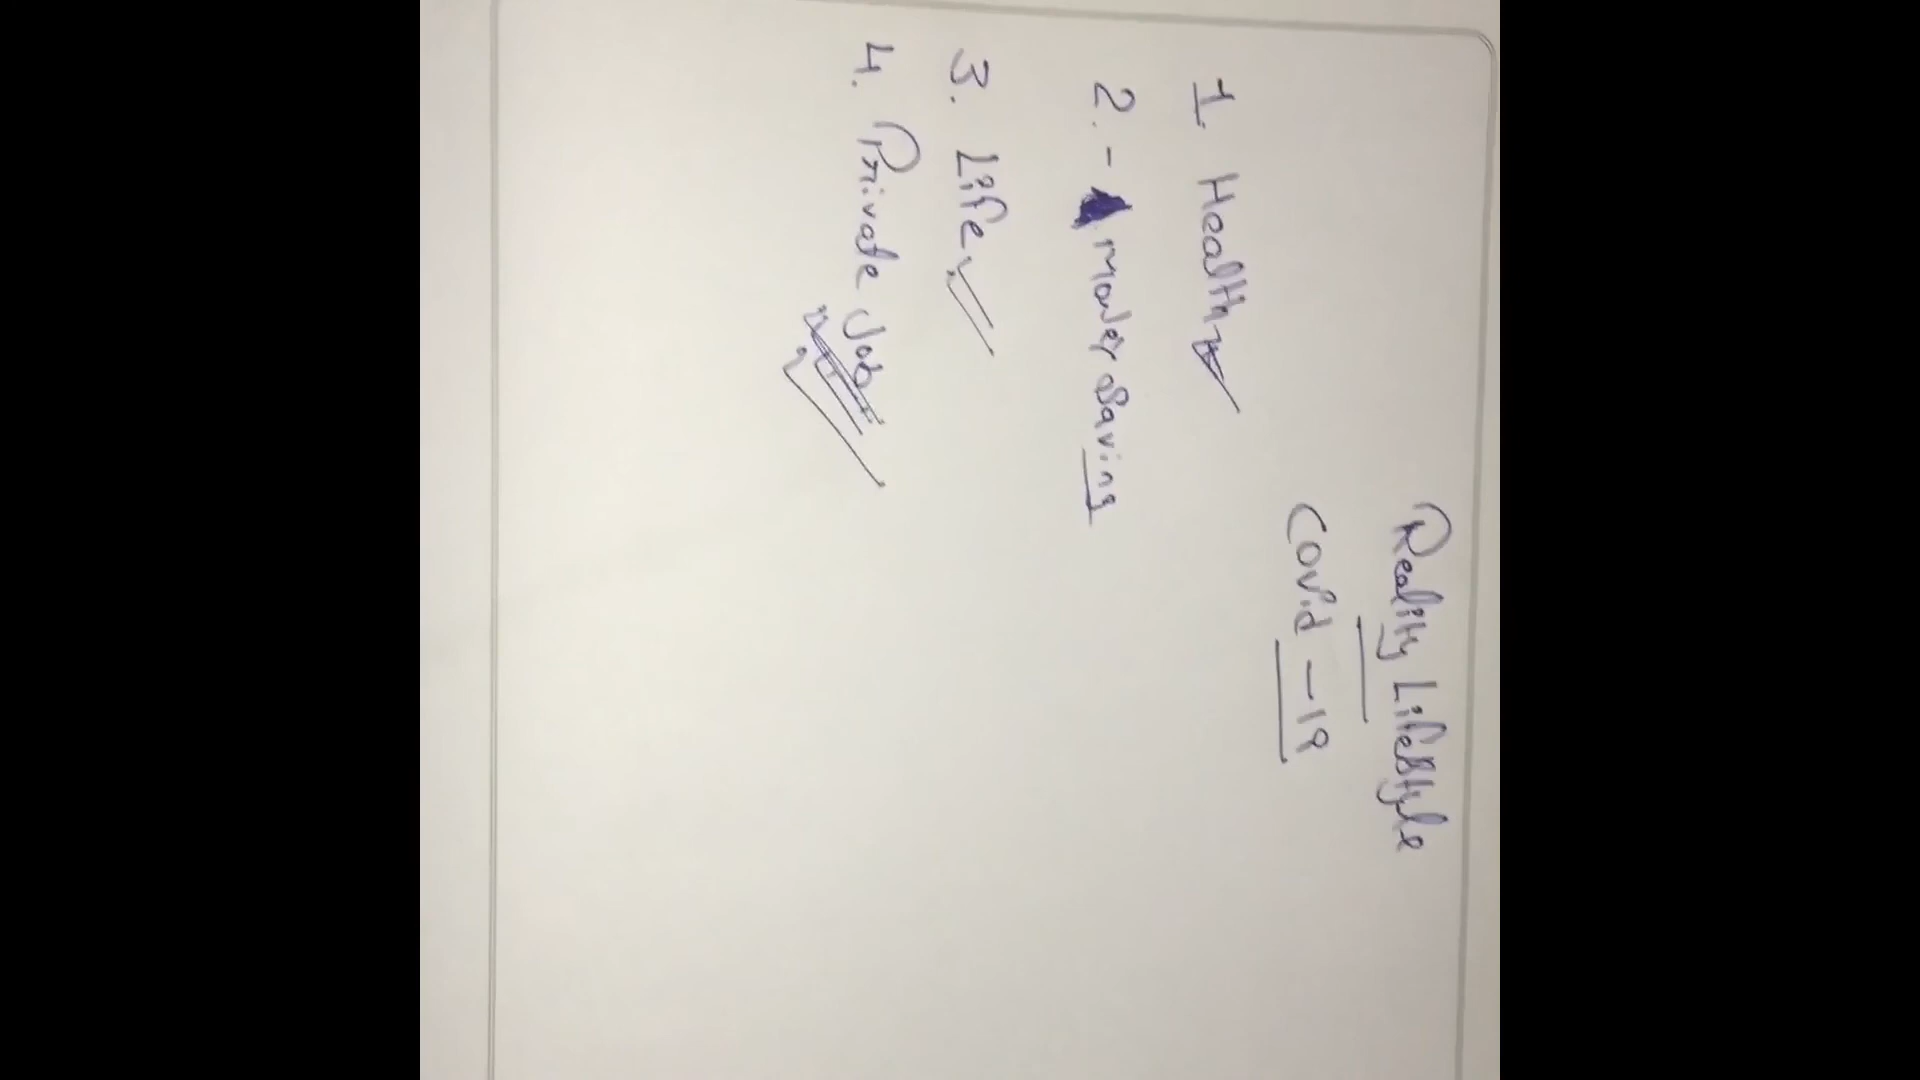 Reality Lifestyle
Covid -19
1. Health
2. - Money Saving
3. Life
4. Private Job